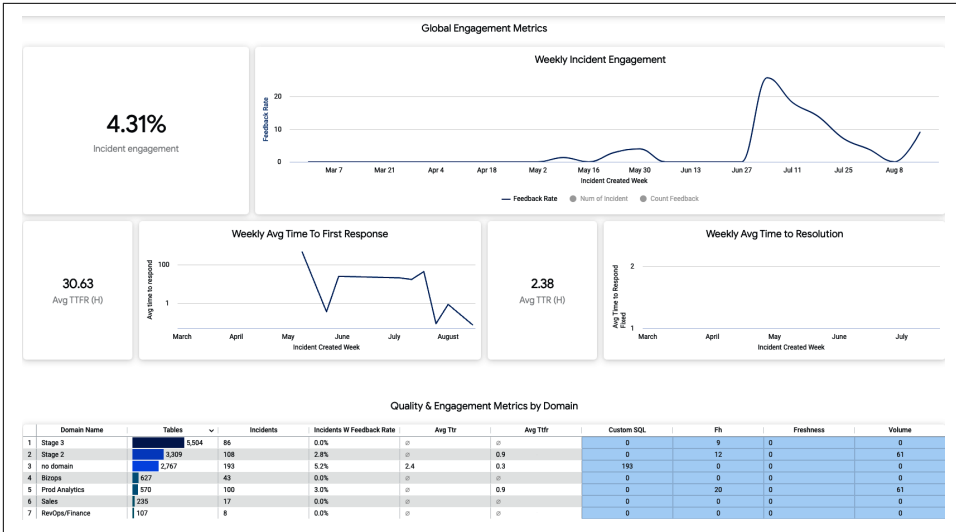 Global Engagement Metrics
4.31%
Incident engagement
Weekly Incident Engagement
Feedback Rate
20
10
0
Mar 7 Mar 21 Apr 4 Apr 18 May 2 May 16 May 30 Jun 13 Jun 27 Jul 11 Jul 25 Aug 8
Incident Created Week
Feedback Rate Num of Incident Count Feedback
30.63
Avg TTFR (H)
Weekly Avg Time To First Response
Avg time to respond
100
1
March April May June July August
Incident Created Week
2.38
Avg TTR (H)
Weekly Avg Time to Resolution
Avg Time to Respond
Fixed
2
1
March April May June July
Incident Created Week
Quality & Engagement Metrics by Domain
Domain Name Tables Incidents Incidents W Feedback Rate Avg Ttr Avg Ttfr Custom SQL Fh Freshness Volume
1 Stage 3 5,504 86 0.0% ∅ ∅ 0 9 0 0
2 Stage 2 3,309 108 2.8% ∅ 0.9 0 12 0 61
3 no domain 2,767 193 5.2% 2.4 0.3 193 0 0 0
4 Bizops 627 43 0.0% ∅ ∅ 0 0 0 0
5 Prod Analytics 570 100 3.0% ∅ 0.9 0 20 0 61
6 Sales 235 17 0.0% ∅ ∅ 0 0 0 0
7 RevOps/Finance 107 8 0.0% ∅ ∅ 0 0 0 0